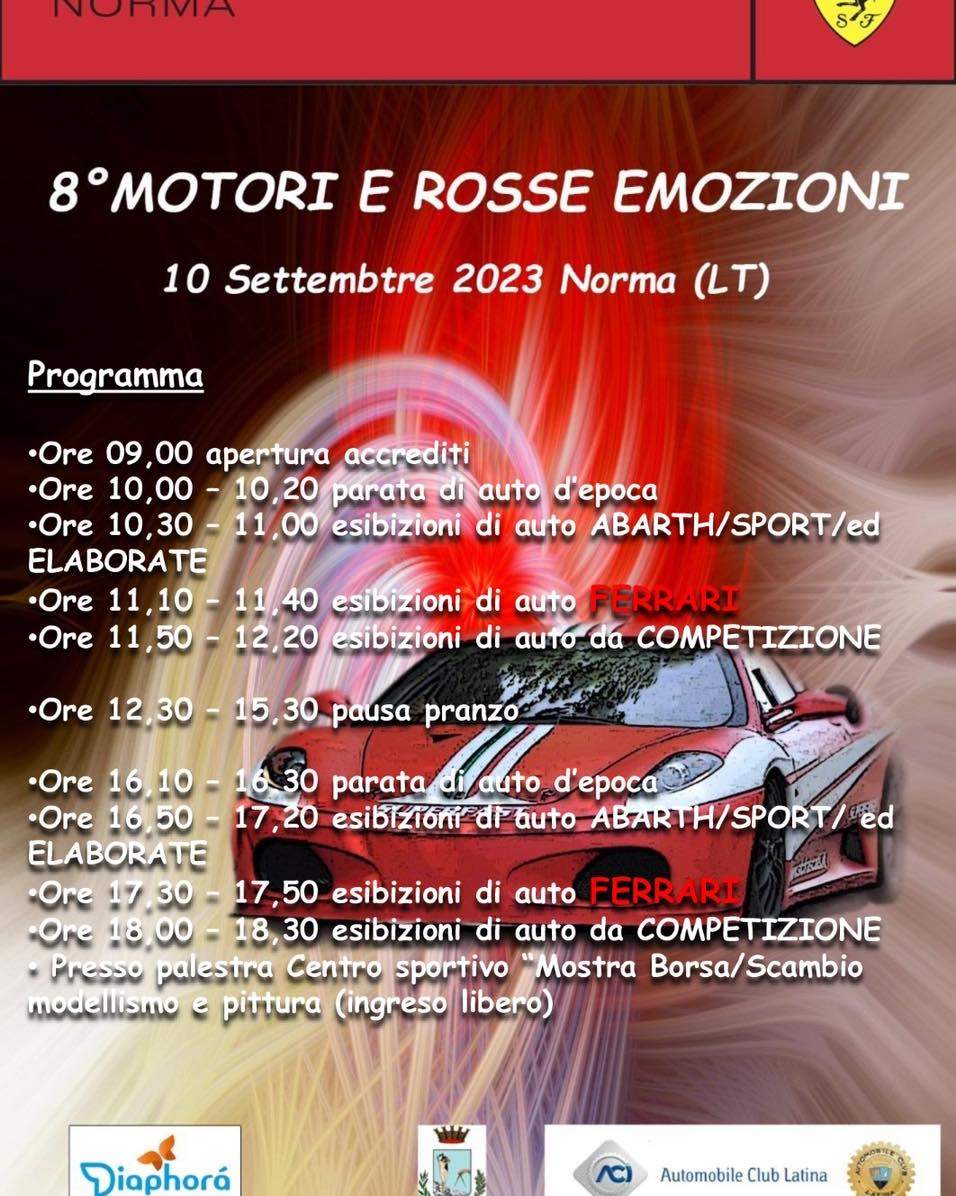 NORMA
S F
8°MOTORI E ROSSE EMOZIONI
10 Settembtre 2023 Norma (LT)
Programma
•Ore 09,00 apertura accrediti
•Ore 10,00 – 10,20 parata di auto d'epoca
•Ore 10,30 – 11,00 esibizioni di auto ABARTH/SPORT/ed
ELABORATE
•Ore 11,10 – 11,40 esibizioni di auto FERRARI
•Ore 11,50 – 12,20 esibizioni di auto da COMPETIZIONE
•Ore 12,30 – 15,30 pausa pranzo
•Ore 16,10 – 16,30 parata di auto d'epoca
•Ore 16,50 – 17,20 esibizioni di auto ABARTH/SPORT/ ed
ELABORATE
•Ore 17,30 – 17,50 esibizioni di auto FERRARI
•Ore 18,00 – 18,30 esibizioni di auto da COMPETIZIONE
• Presso palestra Centro sportivo “Mostra Borsa/Scambio
modellismo e pittura (ingreso libero)
Diaphorá
ACI
Automobile Club Latina
AUTOMOBILE CLUB